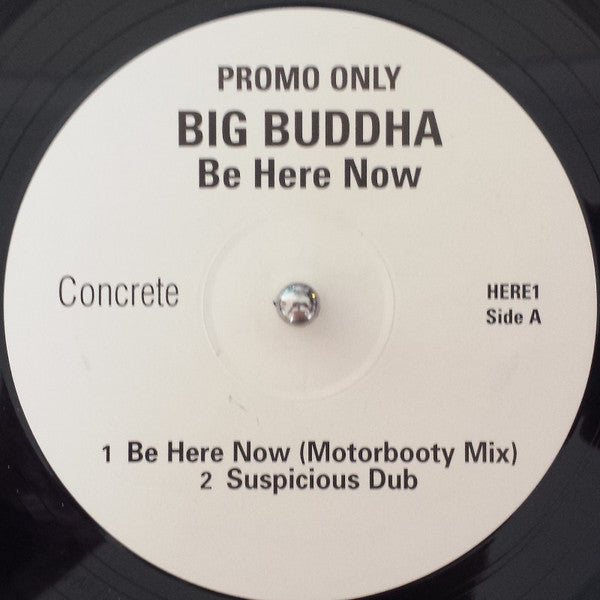 PROMO ONLY
BIG BUDDHA
Be Here Now
Concrete
HERE1
Side A
1 Be Here Now (Motorbooty Mix)
2 Suspicious Dub